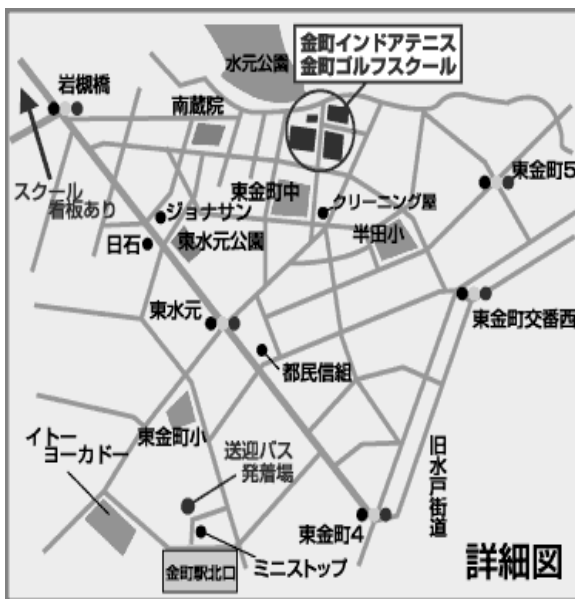 金町インドアテニス
金町ゴルフスクール
水元公園
岩槻橋
南蔵院
東金町5
スクール
看板あり
東金町中
クリーニング屋
ジョナサン
半田小
日石
東水元公園
東水元
東金町交番西
都民信組
イトー
ヨーカドー
東金町小
送迎バス
発着場
旧水戸街道
東金町4
ミニストップ
金町駅北口
詳細図